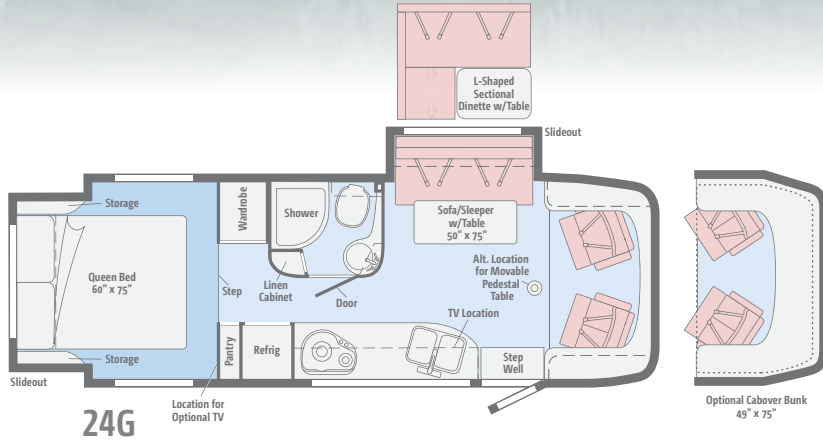 L-Shaped
Sectional
Dinette w/Table
Slideout
Storage
Wardrobe
Shower
Sofa/Sleeper
w/Table
50" x 75"
Queen Bed
60" x 75"
Step
Linen
Cabinet
Door
Alt. Location
for Movable
Pedestal
Table
TV Location
Storage
Pantry
Refrig
Step
Well
Slideout
Location for
Optional TV
Optional Cabover Bunk
49" x 75"
24G